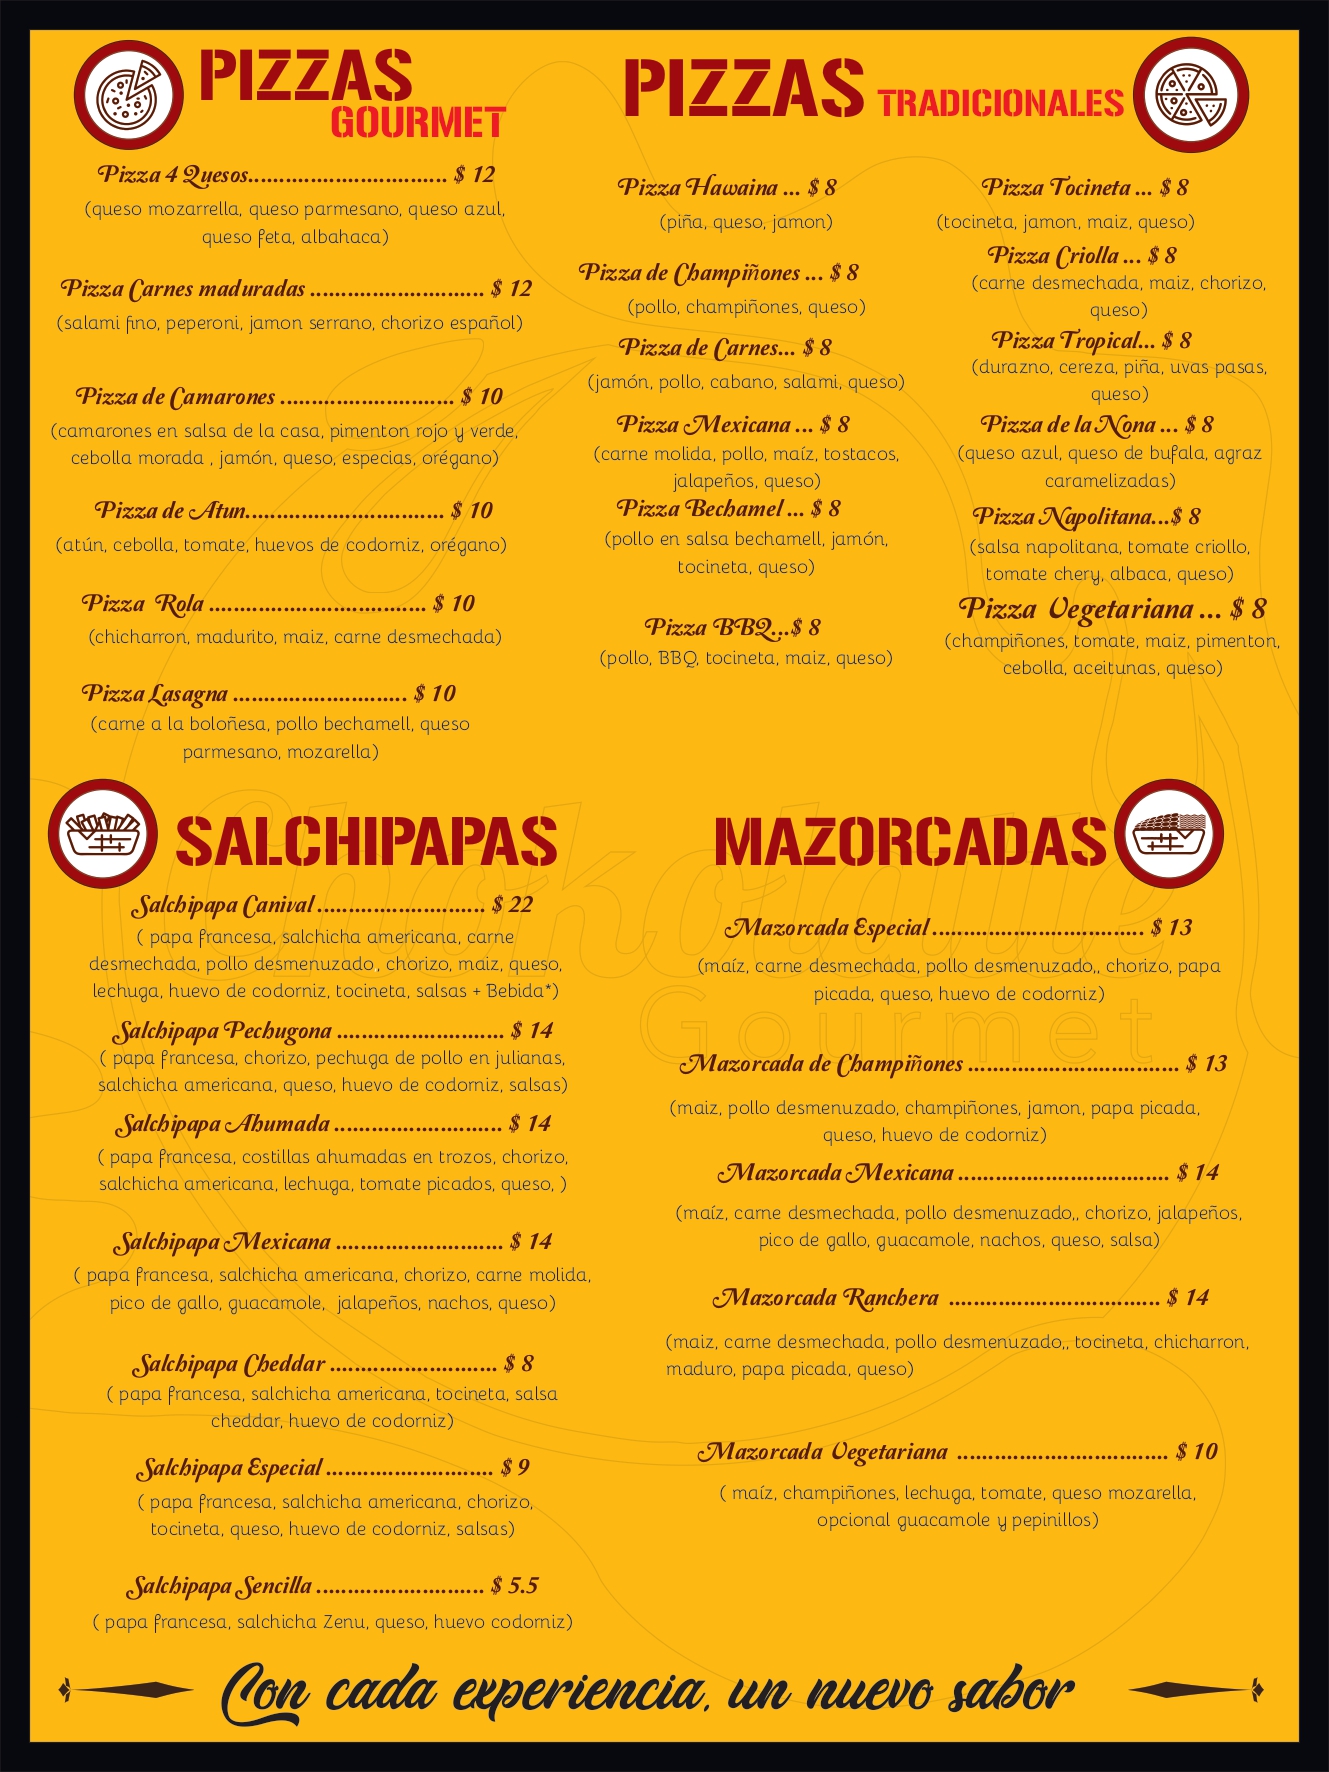 PIZZAS
GOURMET
Pizza 4 Quesos................................ $ 12
(queso mozarrella, queso parmesano, queso azul,
queso feta, albahaca)
Pizza Carnes maduradas ............................ $ 12
(salami fino, peperoni, jamon serrano, chorizo español)
Pizza de Camarones ............................ $ 10
(camarones en salsa de la casa, pimenton rojo y verde,
cebolla morada , jamón, queso, especias, orégano)
Pizza de Atun................................ $ 10
(atún, cebolla, tomate, huevos de codorniz, orégano)
Pizza Rola ................................... $ 10
(chicharron, madurito, maiz, carne desmechada)
Pizza Lasagna ............................ $ 10
(carne a la boloñesa, pollo bechamell, queso
parmesano, mozarella)
PIZZAS TRADICIONALES
Pizza Hawaina ... $ 8
(piña, queso, jamon)
Pizza de Champiñones ... $ 8
(pollo, champiñones, queso)
Pizza de Carnes... $ 8
(jamón, pollo, cabano, salami, queso)
Pizza Mexicana ... $ 8
(carne molida, pollo, maíz, tostacos,
jalapeños, queso)
Pizza Bechamel ... $ 8
(pollo en salsa bechamell, jamón,
tocineta, queso)
Pizza BBQ...$ 8
(pollo, BBQ, tocineta, maiz, queso)
Pizza Tocineta ... $ 8
(tocineta, jamon, maiz, queso)
Pizza Criolla ... $ 8
(carne desmechada, maiz, chorizo,
queso)
Pizza Tropical... $ 8
(durazno, cereza, piña, uvas pasas,
queso)
Pizza de la Nona ... $ 8
(queso azul, queso de bufala, agraz
caramelizadas)
Pizza Napolitana...$ 8
(salsa napolitana, tomate criollo,
tomate chery, albaca, queso)
Pizza Vegetariana ... $ 8
(champiñones, tomate, maiz, pimenton,
cebolla, aceitunas, queso)
SALCHIPAPAS
Salchipapa Canival ............................ $ 22
( papa francesa, salchicha americana, carne
desmechada, pollo desmenuzado, chorizo, maiz, queso,
lechuga, huevo de codorniz, tocineta, salsas + Bebida*)
Salchipapa Pechugona ............................ $ 14
( papa francesa, chorizo, pechuga de pollo en julianas,
salchicha americana, queso, huevo de codorniz, salsas)
Salchipapa Ahumada ............................ $ 14
( papa francesa, costillas ahumadas en trozos, chorizo,
salchicha americana, lechuga, tomate picados, queso, )
Salchipapa Mexicana ............................ $ 14
( papa francesa, salchicha americana, chorizo, carne molida,
pico de gallo, guacamole, jalapeños, nachos, queso)
Salchipapa Cheddar ............................ $ 8
( papa francesa, salchicha americana, tocineta, salsa
cheddar, huevo de codorniz)
Salchipapa Especial ............................ $ 9
( papa francesa, salchicha americana, chorizo,
tocineta, queso, huevo de codorniz, salsas)
Salchipapa Sencilla ............................ $ 5.5
( papa francesa, salchicha Zenu, queso, huevo codorniz)
MAZORCADAS
Chokolaulle
Gourmet
Mazorcada Especial ................................... $ 13
(maíz, carne desmechada, pollo desmenuzado,, chorizo, papa
picada, queso, huevo de codorniz)
Mazorcada de Champiñones ................................... $ 13
(maiz, pollo desmenuzado, champiñones, jamon, papa picada,
queso, huevo de codorniz)
Mazorcada Mexicana ................................... $ 14
(maíz, carne desmechada, pollo desmenuzado,, chorizo, jalapeños,
pico de gallo, guacamole, nachos, queso, salsa)
Mazorcada Ranchera ................................... $ 14
(maiz, carne desmechada, pollo desmenuzado,, tocineta, chicharron,
maduro, papa picada, queso)
Mazorcada Vegetariana ................................... $ 10
( maíz, champiñones, lechuga, tomate, queso mozarella,
opcional guacamole y pepinillos)
Con cada experiencia, un nuevo sabor